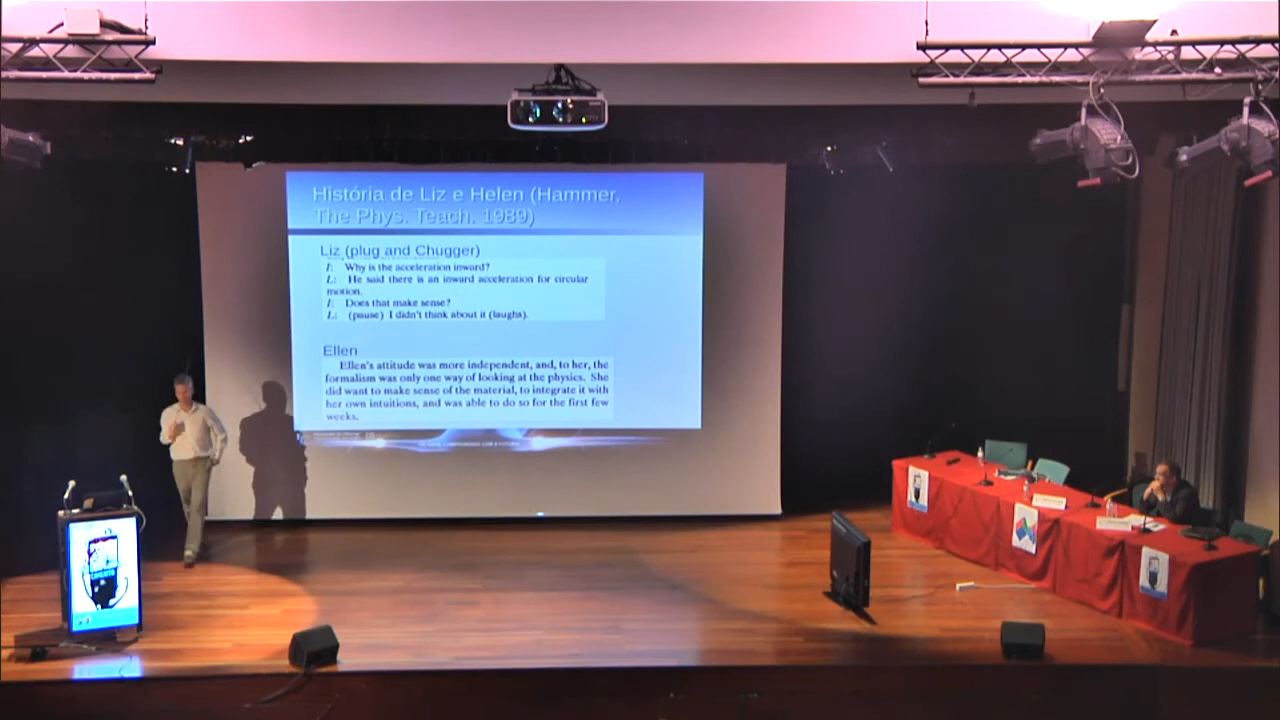 História de Liz e Helen (Hammer,
The Phys. Teach. 1989)
Liz (plug and Chugger)
I: Why is the acceleration inward?
L: He said there is an inward acceleration for circular
motion.
I: Does that make sense?
L: (pause) I didn't think about it (laughs).
Ellen
Ellen's attitude was more independent, and, to her, the
formalism was only one way of looking at the physics. She
did want to make sense of the material, to integrate it with
her own intuitions, and was able to do so for the first few
weeks.